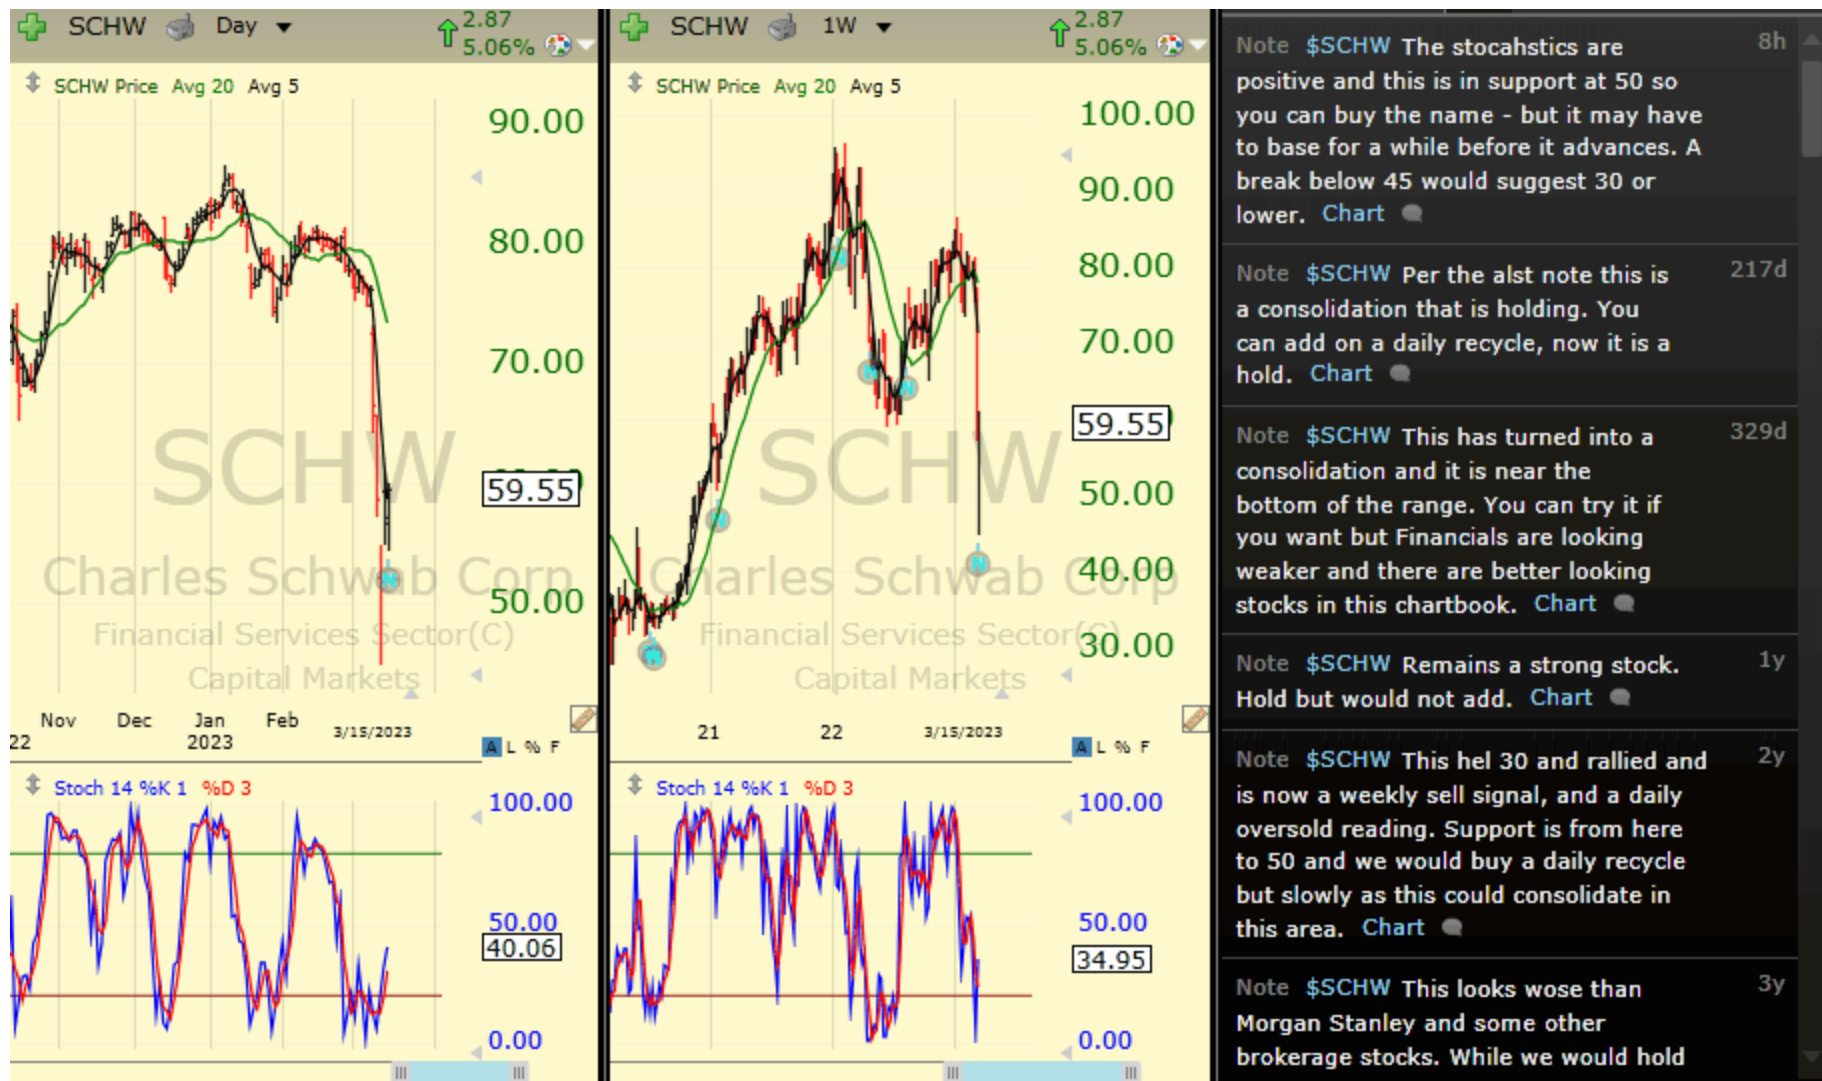 SCHW Day 2.87
5.06%
SCHW Price Avg 20 Avg 5
90.00
80.00
70.00
59.55
50.00
SCHW
Charles Schwab Corp
Financial Services Sector(C)
Capital Markets
Nov Dec Jan Feb 3/15/2023
22 2023
A L % F
Stoch 14 %K 1 %D 3
100.00
50.00
40.06
0.00
SCHW 1W 2.87
5.06%
SCHW Price Avg 20 Avg 5
100.00
90.00
80.00
70.00
59.55
50.00
40.00
30.00
SCHW
Charles Schwab Corp
Financial Services Sector(C)
Capital Markets
N
N
N
N
N
N
21 22 3/15/2023
A L % F
Stoch 14 %K 1 %D 3
100.00
50.00
34.95
0.00
Note $SCHW The stocahstics are 8h
positive and this is in support at 50 so
you can buy the name - but it may have
to base for a while before it advances. A
break below 45 would suggest 30 or
lower. Chart
Note $SCHW Per the alst note this is 217d
a consolidation that is holding. You
can add on a daily recycle, now it is a
hold. Chart
Note $SCHW This has turned into a 329d
consolidation and it is near the
bottom of the range. You can try it if
you want but Financials are looking
weaker and there are better looking
stocks in this chartbook. Chart
Note $SCHW Remains a strong stock. 1y
Hold but would not add. Chart
Note $SCHW This hel 30 and rallied and 2y
is now a weekly sell signal, and a daily
oversold reading. Support is from here
to 50 and we would buy a daily recycle
but slowly as this could consolidate in
this area. Chart
Note $SCHW This looks wose than 3y
Morgan Stanley and some other
brokerage stocks. While we would hold